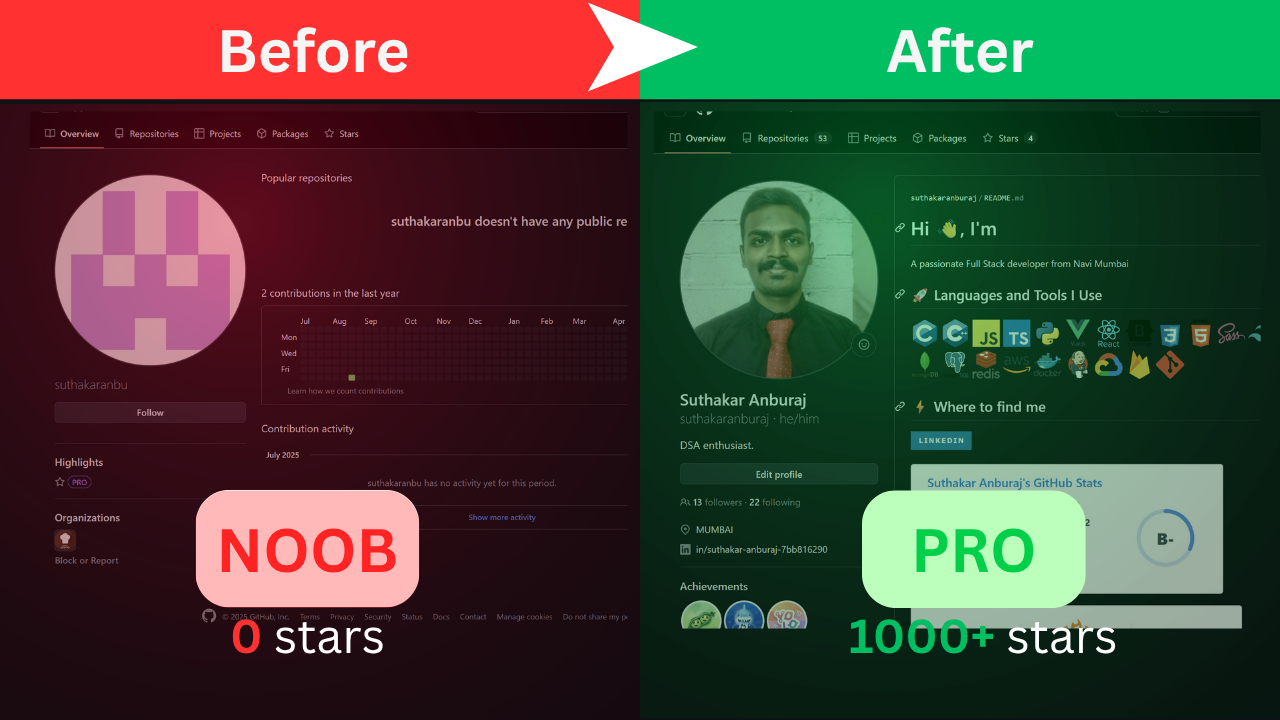 Before
After
Overview Repositories Projects Packages Stars
Popular repositories
suthakaranbu doesn't have any public re
2 contributions in the last year
Jul Aug Sep Oct Nov Dec Jan Feb Mar Apr
Mon
Wed
Fri
Learn how we count contributions
suthakaranbu
Follow
Contribution activity
July 2025
suthakaranbu has no activity yet for this period.
Show more activity
Highlights
PRO
Organizations
Block or Report
© 2025 GitHub, Inc. Terms Privacy Security Status Docs Contact Manage cookies Do not share my
NOOB
0 stars
Overview Repositories 53 Projects Packages Stars 4
suthakaranburaj / README.md
Hi 👋, I'm
A passionate Full Stack developer from Navi Mumbai
🚀 Languages and Tools I Use
C C++ JS TS Vue.js React B 3 5 Sass
redis aws docker
⚡ Where to find me
LINKEDIN
Suthakar Anburaj's GitHub Stats
2
B-
Suthakar Anburaj
suthakaranburaj · he/him
DSA enthusiast.
Edit profile
13 followers · 22 following
MUMBAI
in/suthakar-anburaj-7bb816290
Achievements
YOLO
PRO
1000+ stars